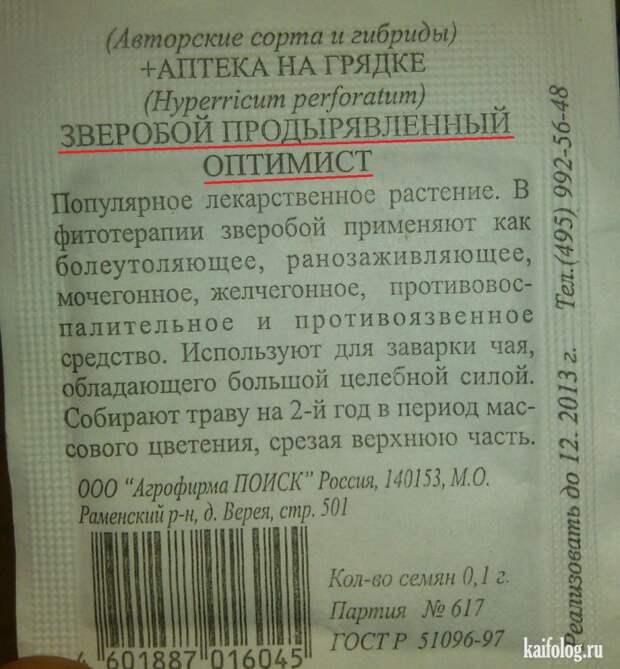 (Авторские сорта и гибриды)
+АПТЕКА НА ГРЯДКЕ
(Hyperricum perforatum)
ЗВЕРОБОЙ ПРОДЫРЯВЛЕННЫЙ
ОПТИМИСТ
Популярное лекарственное растение. В
фитотерапии зверобой применяют как
болеутоляющее, ранозаживляющее,
мочегонное, желчегонное, противовос-
палительное и противоязвенное
средство. Используют для заварки чая,
обладающего большой целебной силой.
Собирают траву на 2-й год в период мас-
сового цветения, срезая верхнюю часть.
ООО "Агрофирма ПОИСК" Россия, 140153, М.О.
Раменский р-н, д. Верея, стр. 501
Кол-во семян 0,1 г.
Партия № 617
ГОСТ Р 51096-97
4 601887 016045
Реализовать до 12. 2013 г. Тел.(495) 992-56-48
kaifolog.ru